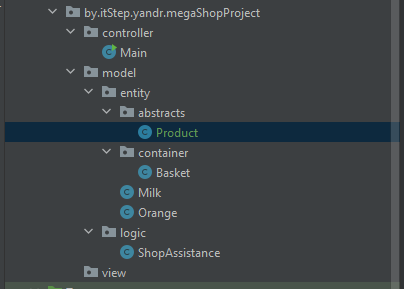 by.itStep.yandr.megaShopProject
controller
Main
model
entity
abstracts
Product
container
Basket
Milk
Orange
logic
ShopAssistance
view